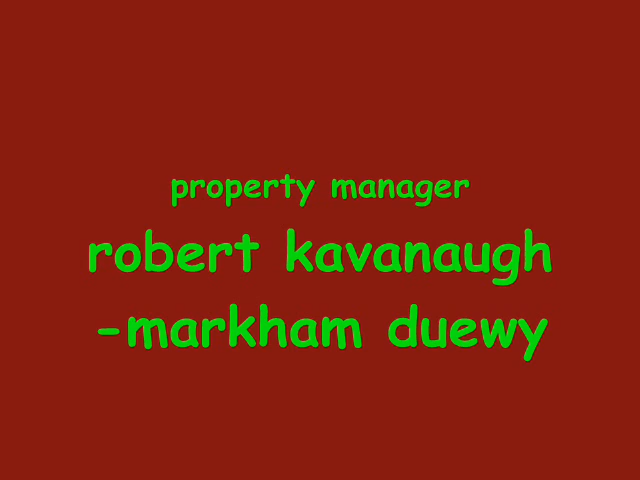 property manager
robert kavanaugh
-markham duewy